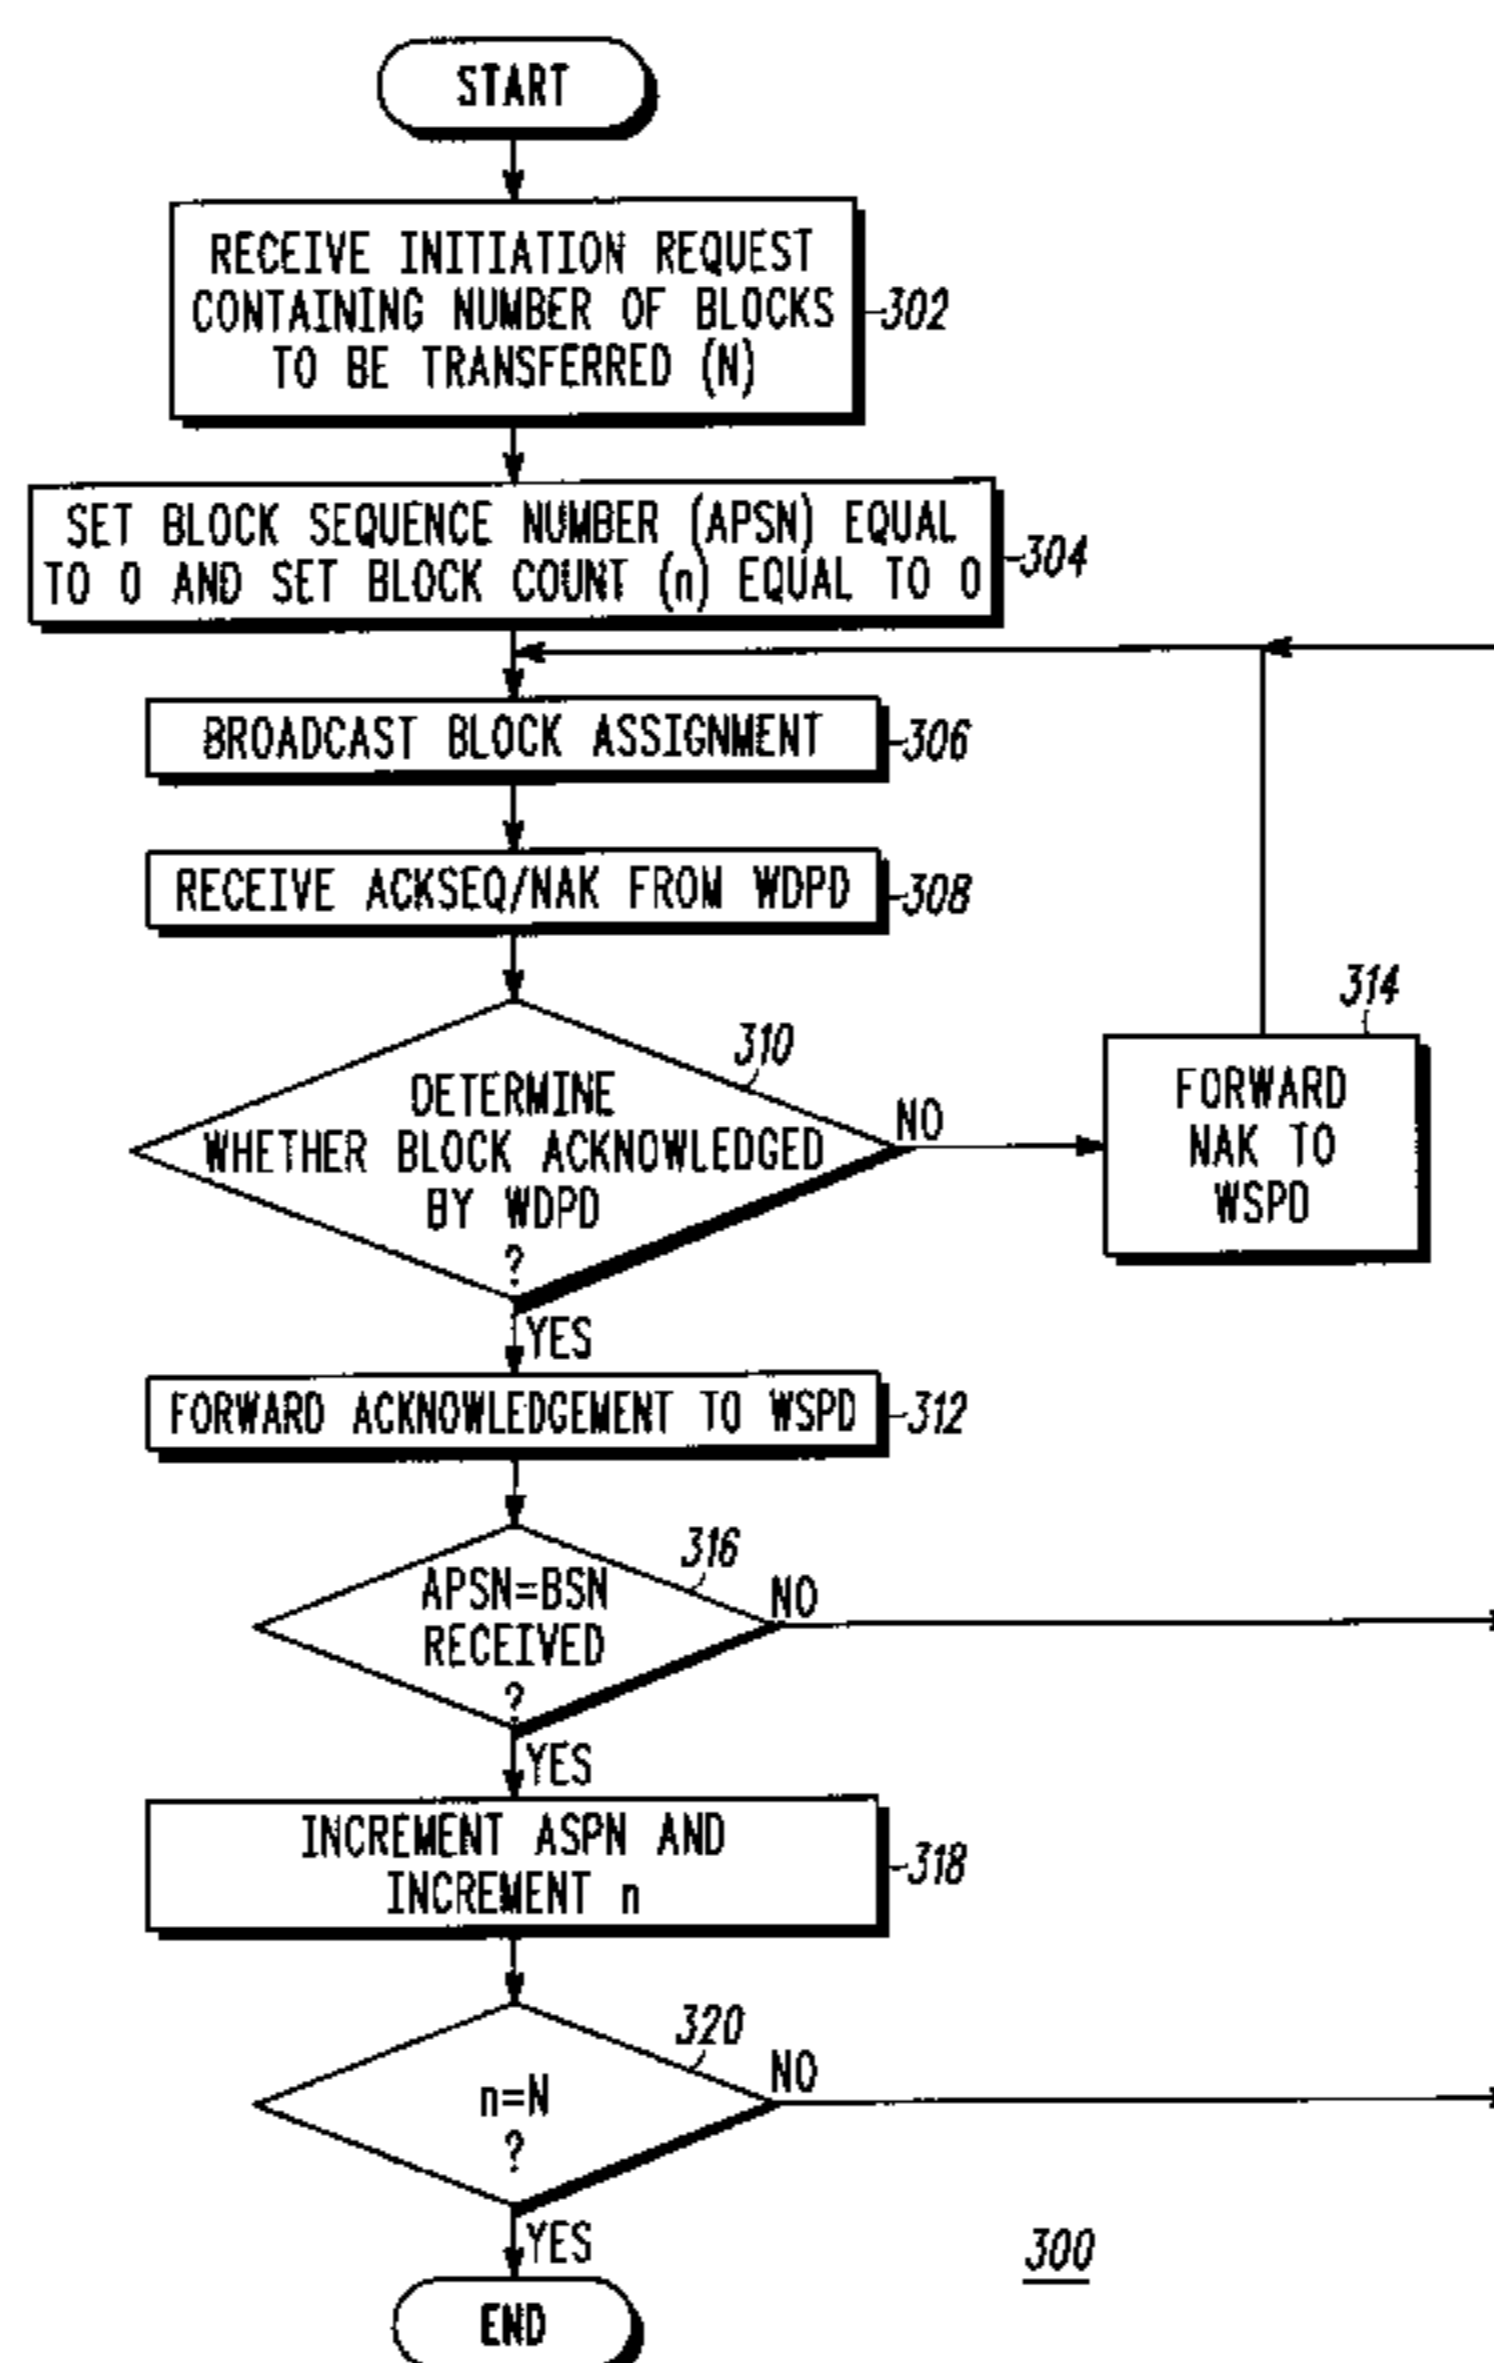 START
RECEIVE INITIATION REQUEST
CONTAINING NUMBER OF BLOCKS
TO BE TRANSFERRED (N)
302
SET BLOCK SEQUENCE NUMBER (APSN) EQUAL
TO 0 AND SET BLOCK COUNT (n) EQUAL TO 0
304
BROADCAST BLOCK ASSIGNMENT
306
RECEIVE ACKSEQ/NAK FROM WDPD
308
310
DETERMINE
WHETHER BLOCK ACKNOWLEDGED
BY WDPD
?
NO
314
FORWARD
NAK TO
WSPD
YES
FORWARD ACKNOWLEDGEMENT TO WSPD
312
316
APSN=BSN
RECEIVED
?
NO
YES
INCREMENT ASPN AND
INCREMENT n
318
320
n=N
?
NO
YES
300
END